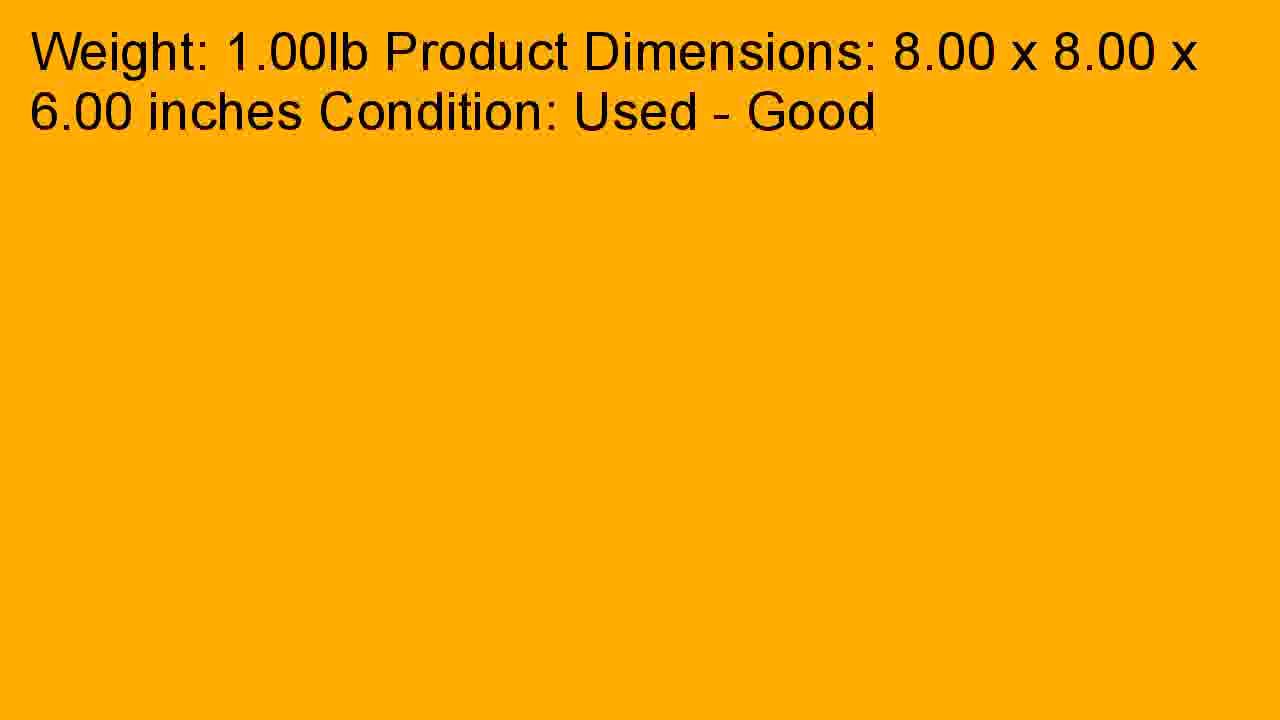 Weight: 1.00lb Product Dimensions: 8.00 x 8.00 x
6.00 inches Condition: Used - Good